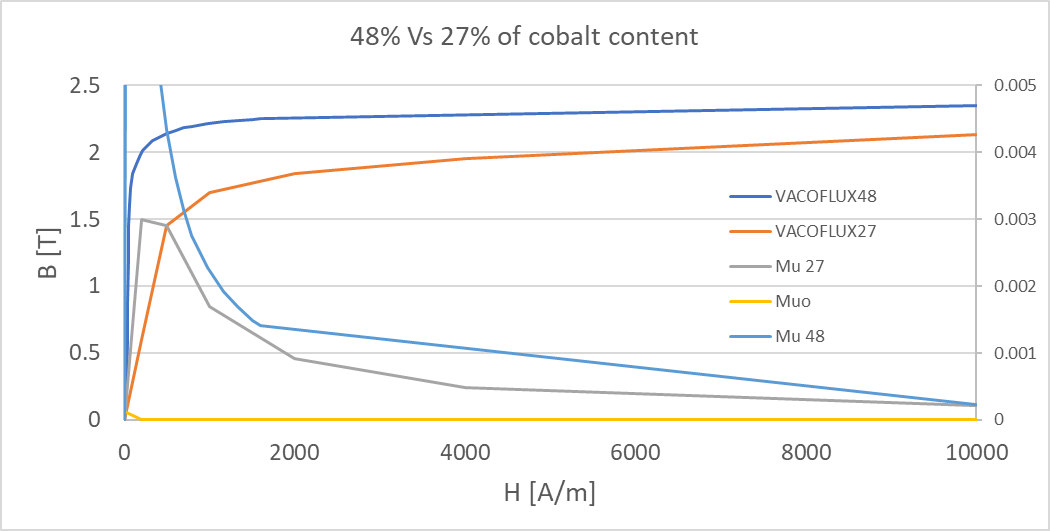 48% Vs 27% of cobalt content
2.5
2
1.5
1
0.5
0
B [T]
0.005
0.004
0.003
0.002
0.001
0
VACOFLUX48
VACOFLUX27
Mu 27
Muo
Mu 48
0 2000 4000 6000 8000 10000
H [A/m]